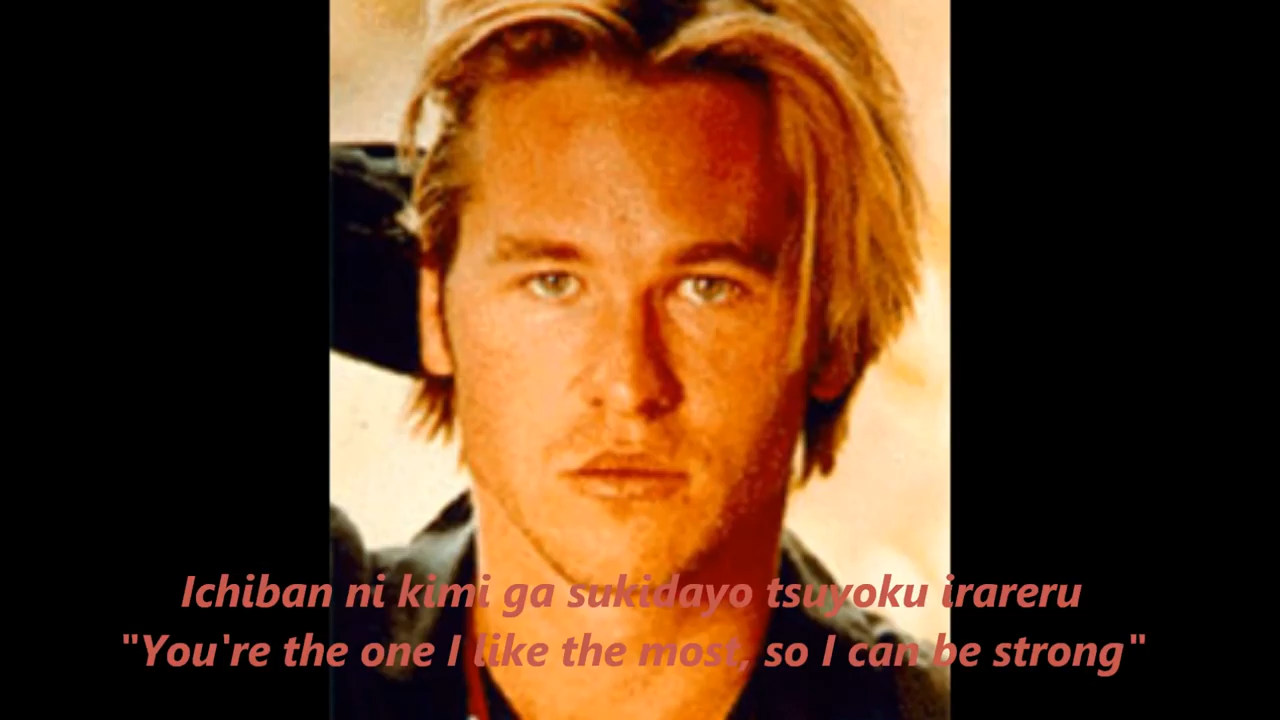 Ichiban ni kimi ga sukidayo tsuyoku irareru
"You're the one I like the most, so I can be strong"